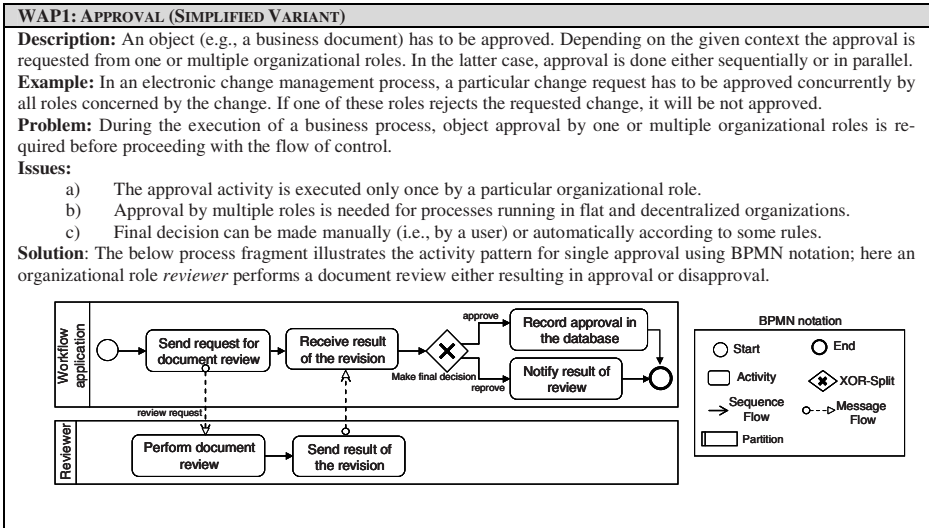 WAP1: APPROVAL (SIMPLIFIED VARIANT)
Description: An object (e.g., a business document) has to be approved. Depending on the given context the approval is
requested from one or multiple organizational roles. In the latter case, approval is done either sequentially or in parallel.
Example: In an electronic change management process, a particular change request has to be approved concurrently by
all roles concerned by the change. If one of these roles rejects the requested change, it will be not approved.
Problem: During the execution of a business process, object approval by one or multiple organizational roles is re-
quired before proceeding with the flow of control.
Issues:
a) The approval activity is executed only once by a particular organizational role.
b) Approval by multiple roles is needed for processes running in flat and decentralized organizations.
c) Final decision can be made manually (i.e., by a user) or automatically according to some rules.
Solution: The below process fragment illustrates the activity pattern for single approval using BPMN notation; here an
organizational role reviewer performs a document review either resulting in approval or disapproval.
Workflow
application
Send request for
document review
Receive result
of the revision
Make final decision
approve
reprove
Record approval in
the database
Notify result of
review
review request
Reviewer
Perform document
review
Send result of
the revision
BPMN notation
Start
End
Activity
XOR-Split
Sequence
Flow
Message
Flow
Partition